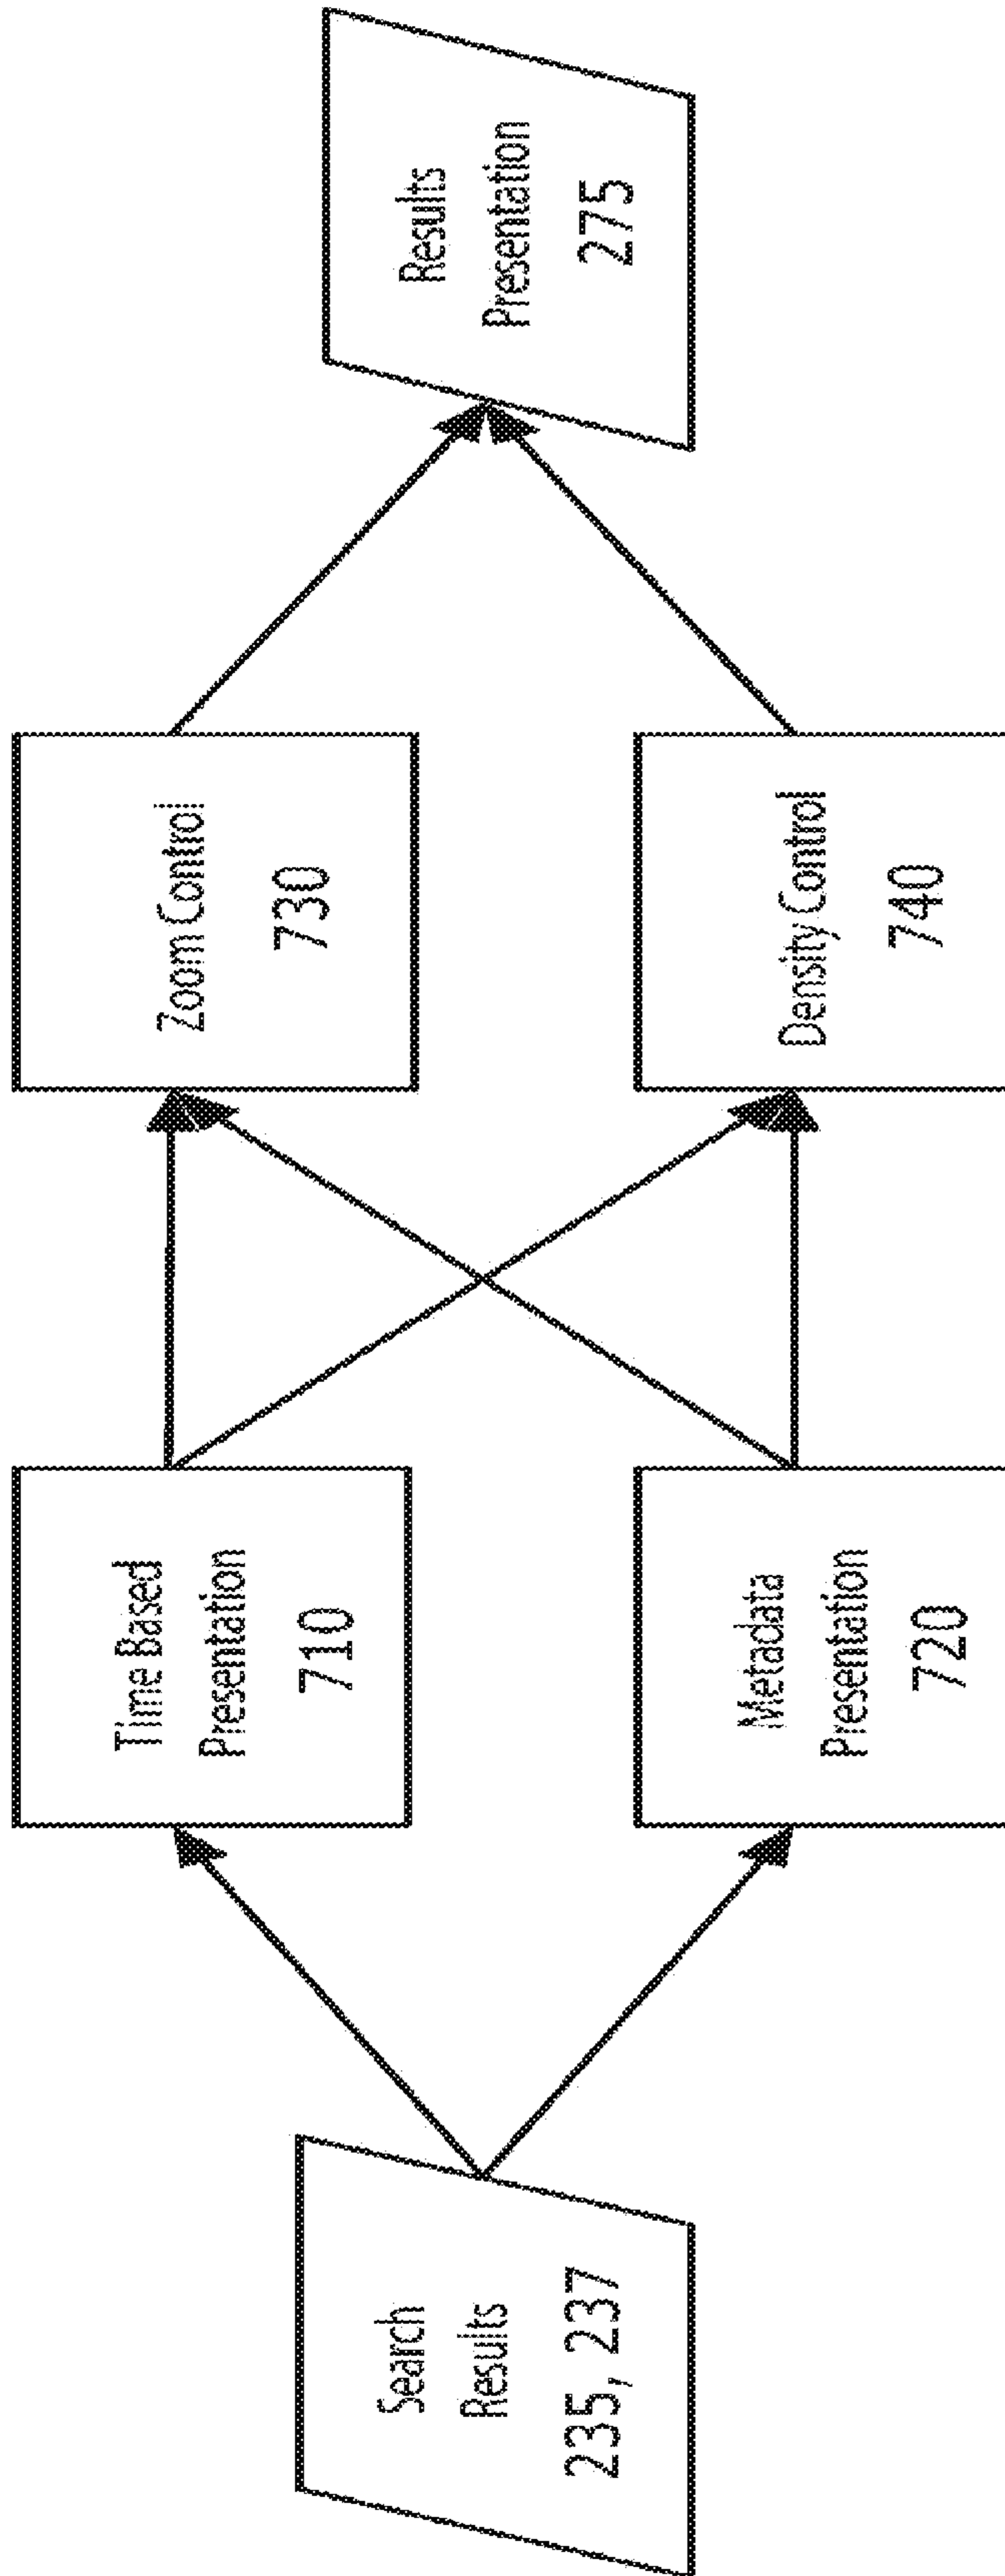 Search
Results
235, 237
Time Based
Presentation
710
Metadata
Presentation
720
Zoom Control
730
Density Control
740
Results
Presentation
275